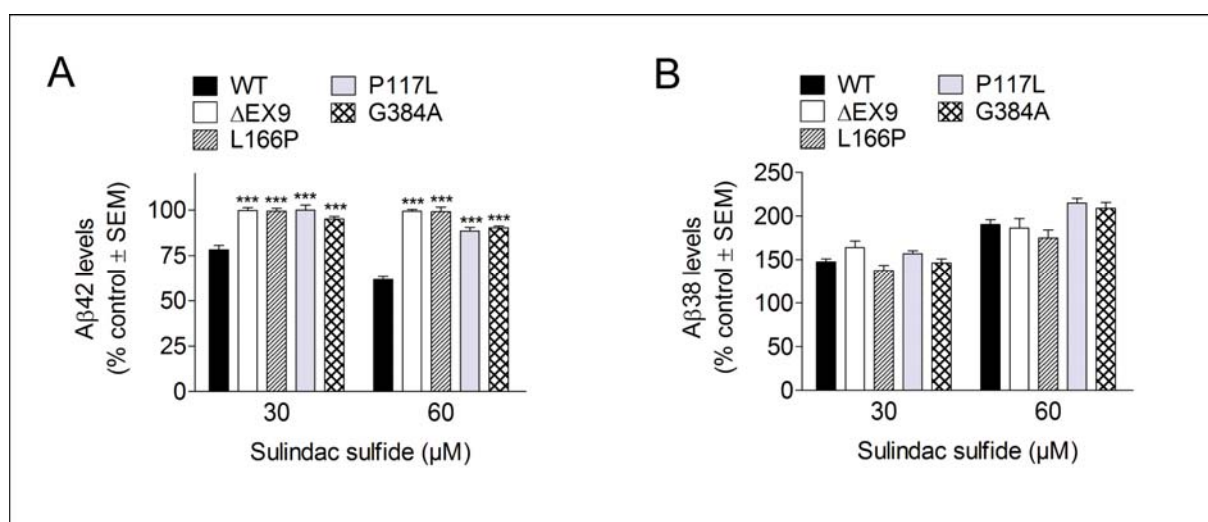 A
WT
P117L
ΔEX9
G384A
L166P
Aβ42 levels
(% control ± SEM)
100
75
50
25
0
*** *** *** ***
*** *** *** ***
30
60
Sulindac sulfide (μM)
B
WT
P117L
ΔEX9
G384A
L166P
Aβ38 levels
(% control ± SEM)
250
200
150
100
50
0
30
60
Sulindac sulfide (μM)